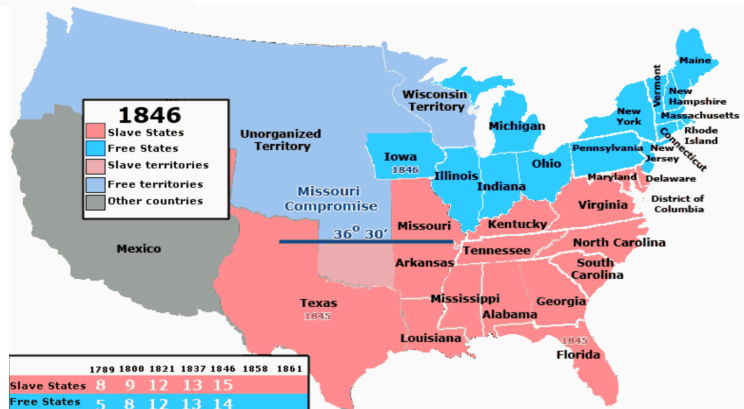 Maine
Vermont
New
Hampshire
Massachusetts
Rhode
Island
Connecticut
New
York
Wisconsin
Territory
Michigan
1846
Slave States
Free States
Slave territories
Free territories
Other countries
Unorganized
Territory
Iowa
1846
Illinois
Indiana
Ohio
Pennsylvania
New
Jersey
Maryland
Delaware
District of
Columbia
Missouri
Compromise
36° 30'
Missouri
Kentucky
Virginia
Mexico
Tennessee
North Carolina
Arkansas
South
Carolina
Texas
1845
Mississippi
Alabama
Georgia
Louisiana
1845
Florida
1789 1800 1821 1837 1846 1858 1861
Slave States 8 9 12 13 15
Free States 5 8 12 13 14